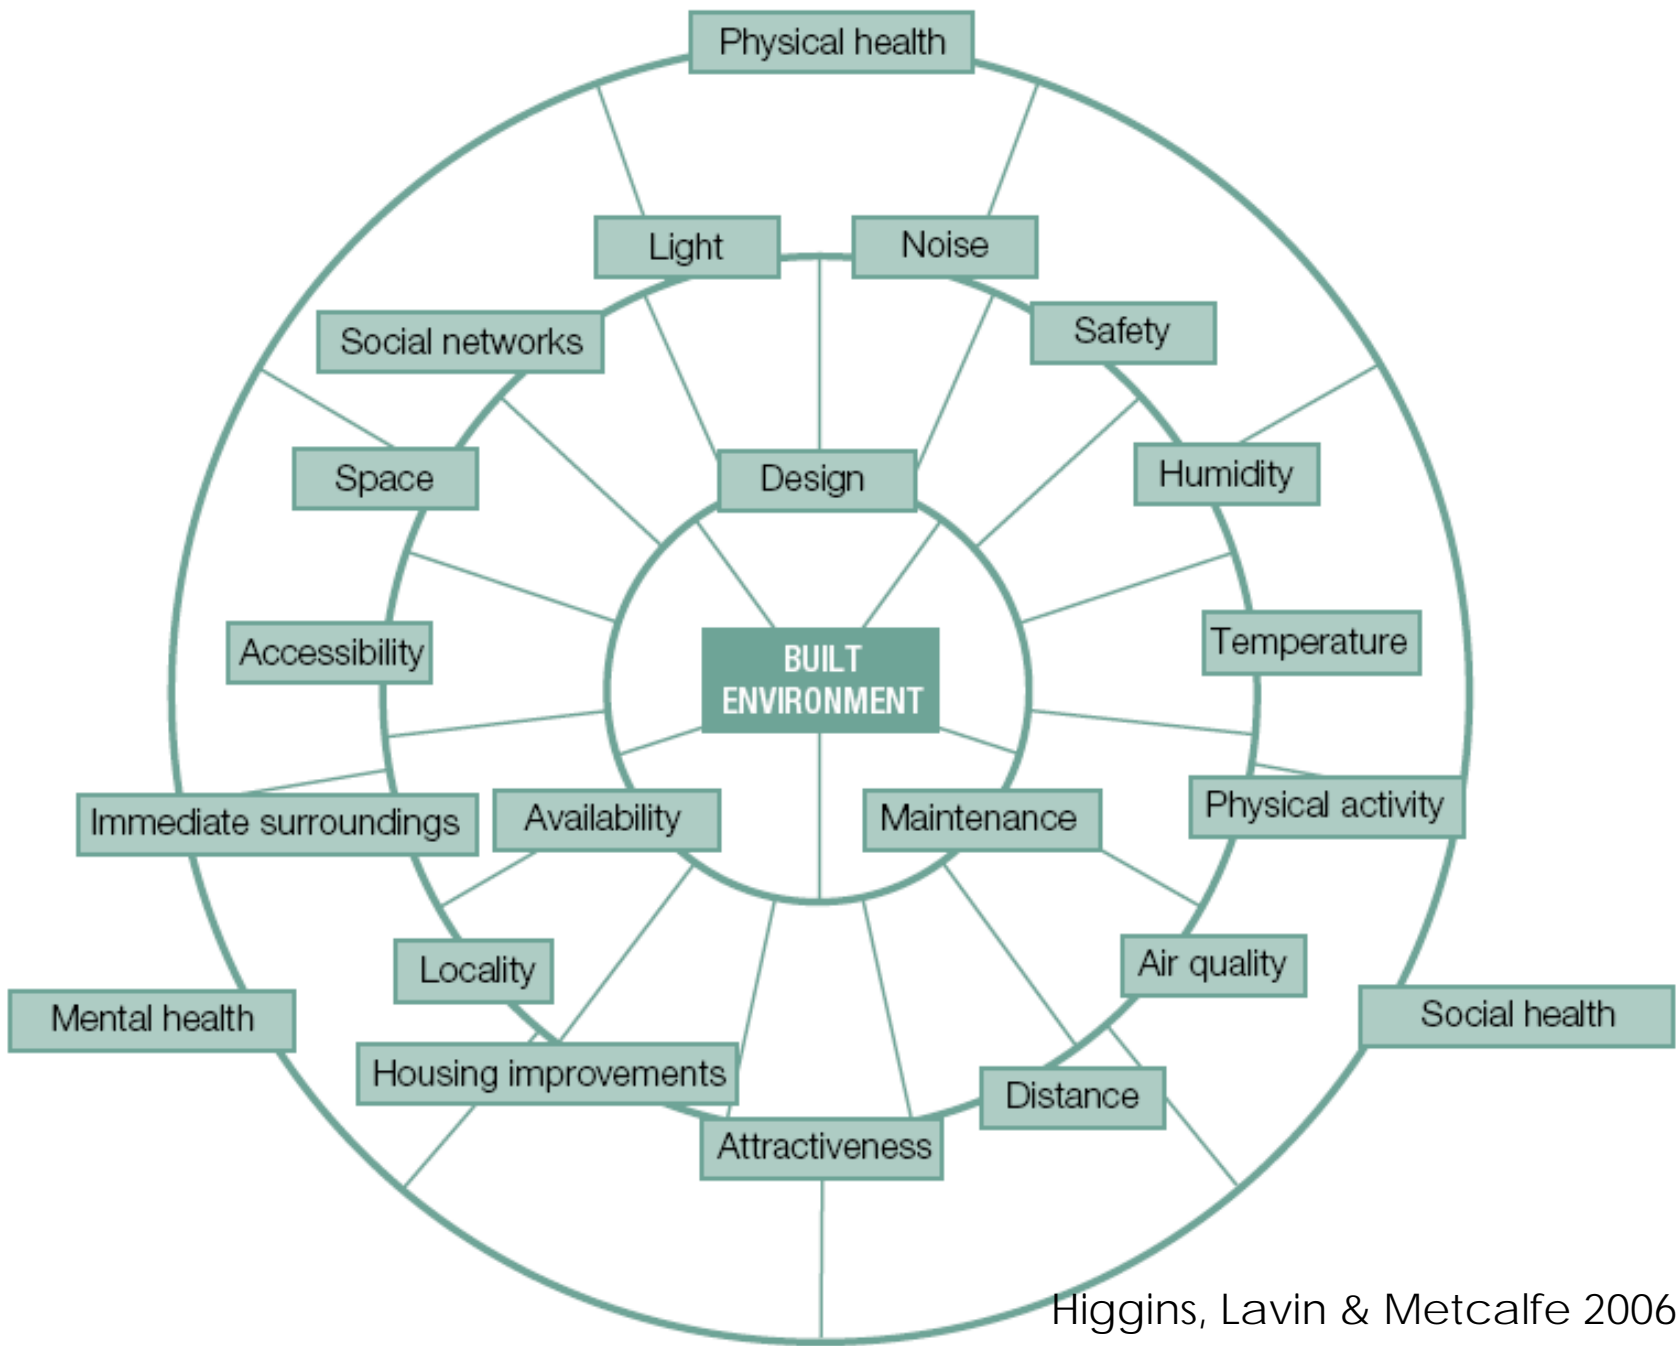 Physical health
Light
Noise
Safety
Social networks
Humidity
Space
Design
Temperature
Accessibility
BUILT
ENVIRONMENT
Physical activity
Immediate surroundings
Availability
Maintenance
Air quality
Locality
Social health
Mental health
Housing improvements
Distance
Attractiveness
Higgins, Lavin & Metcalfe 2006